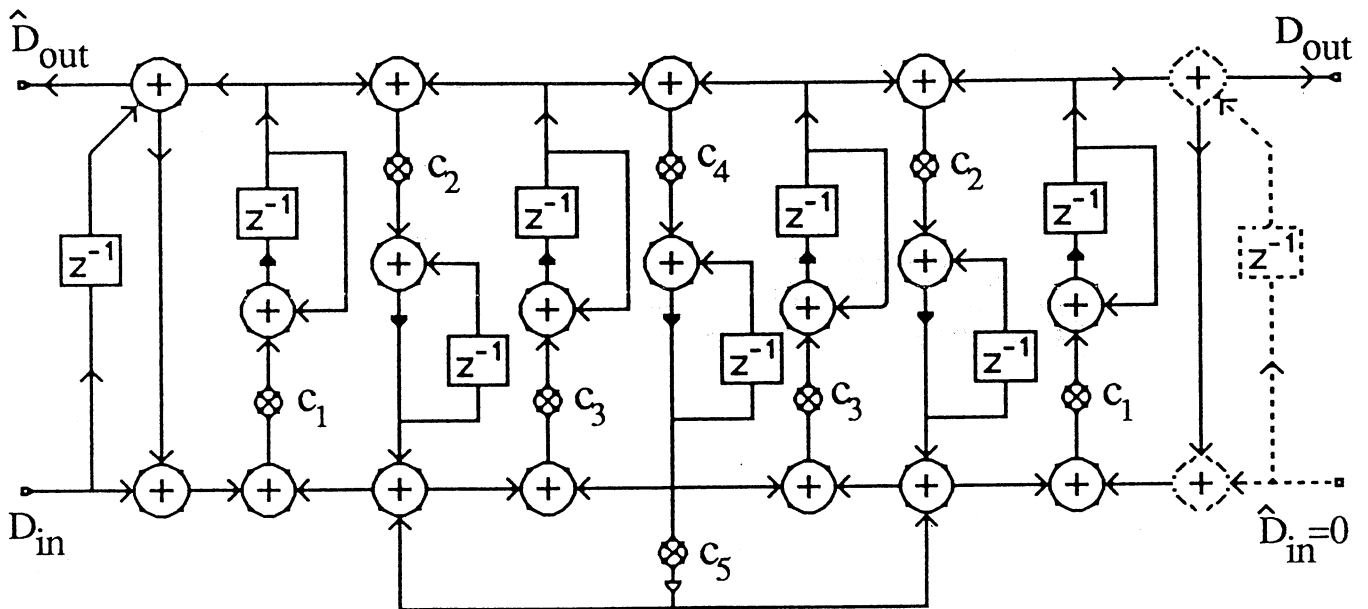 D̂out
Dout
+
+
+
+
+
c2
c4
c2
z⁻¹
z⁻¹
z⁻¹
z⁻¹
z⁻¹
z⁻¹
+
+
+
+
+
+
+
z⁻¹
z⁻¹
z⁻¹
c1
c3
c3
c1
+
+
+
+
+
+
+
+
Din
D̂in=0
c5